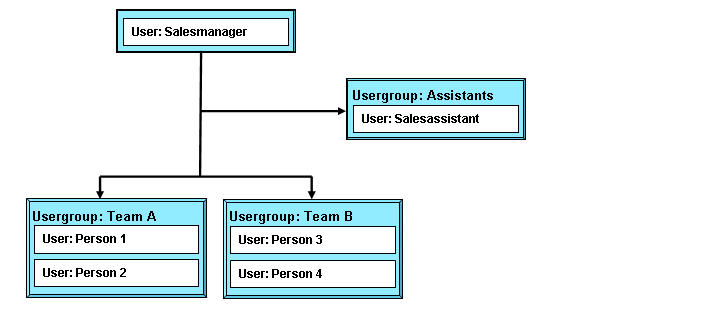 User: Salesmanager
Usergroup: Assistants
User: Salesassistant
Usergroup: Team A
User: Person 1
User: Person 2
Usergroup: Team B
User: Person 3
User: Person 4